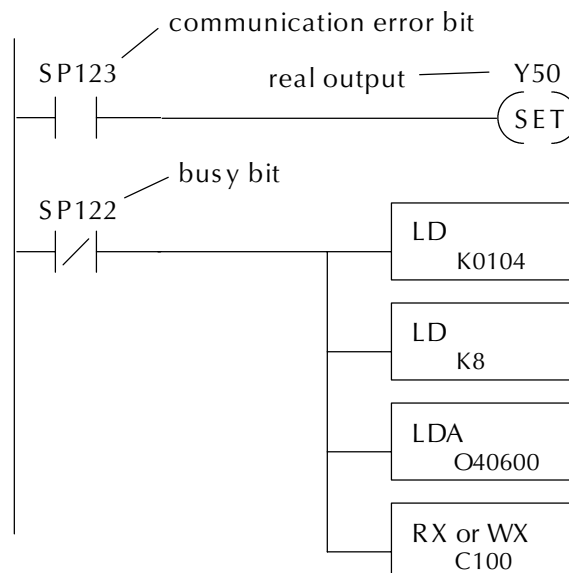 communication error bit
SP123
real output
Y50
SET
busy bit
SP122
LD
K0104
LD
K8
LDA
O40600
RX or WX
C100